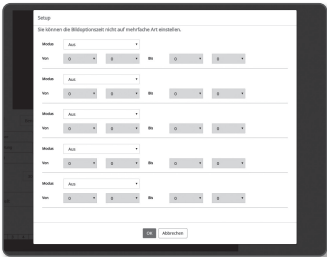 Setup
Sie können die Bildoptionszeit nicht auf mehrfache Art einstellen.
Modus Aus
Von 0 0 Bis 0 0
Modus Aus
Von 0 0 Bis 0 0
Modus Aus
Von 0 0 Bis 0 0
Modus Aus
Von 0 0 Bis 0 0
Modus Aus
Von 0 0 Bis 0 0
OK Abbrechen